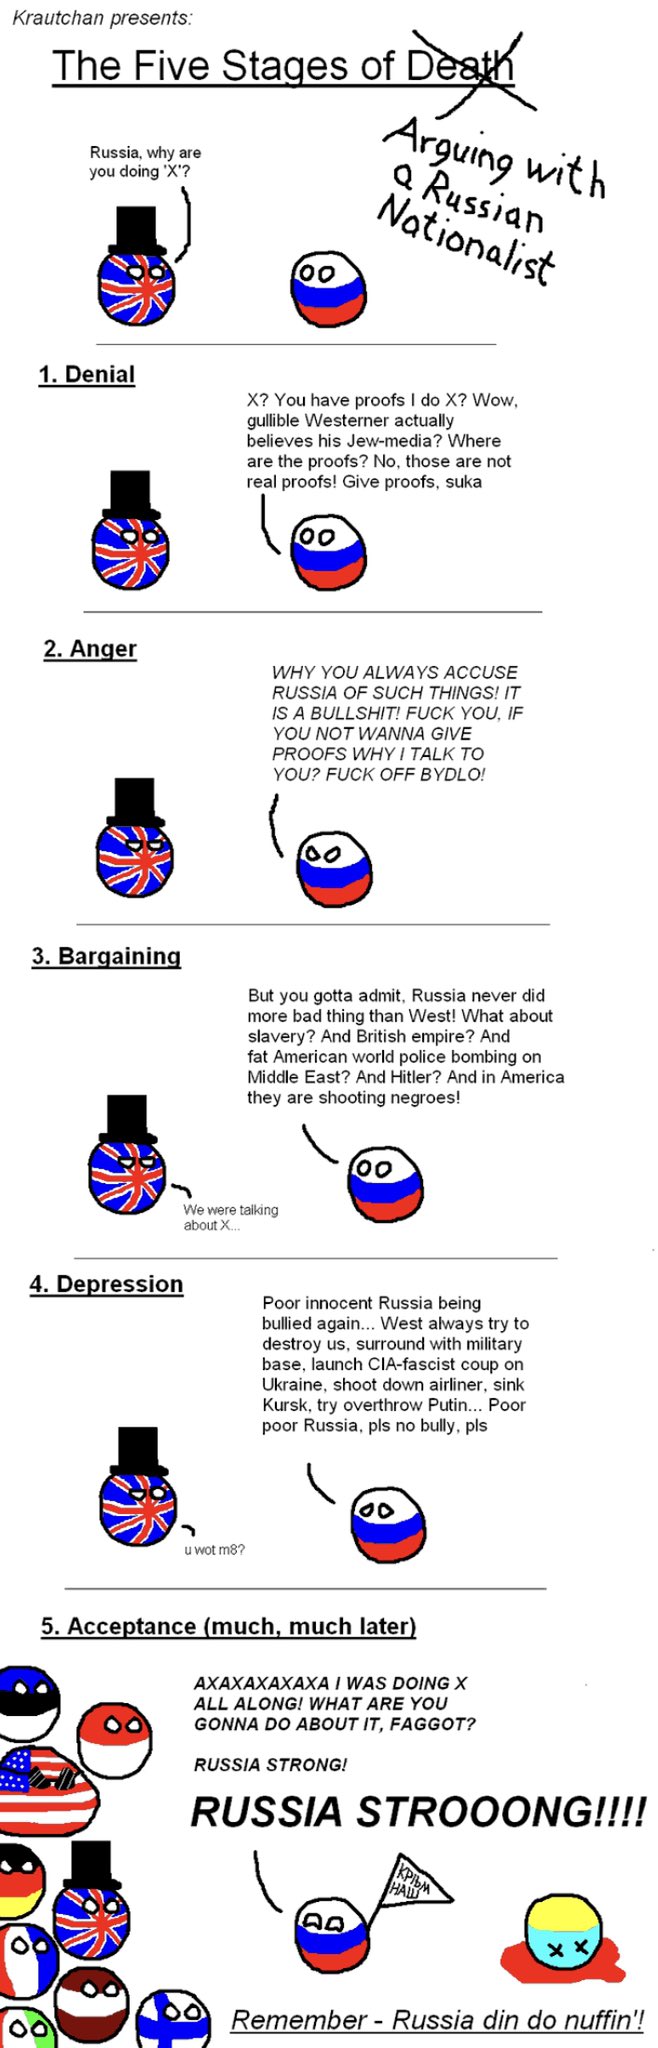 Krautchan presents:
The Five Stages of Death
Arguing with
a Russian
Nationalist
Russia, why are
you doing 'X'?
1. Denial
X? You have proofs I do X? Wow,
gullible Westerner actually
believes his Jew-media? Where
are the proofs? No, those are not
real proofs! Give proofs, suka
2. Anger
WHY YOU ALWAYS ACCUSE
RUSSIA OF SUCH THINGS! IT
IS A BULLSHIT! FUCK YOU, IF
YOU NOT WANNA GIVE
PROOFS WHY I TALK TO
YOU? FUCK OFF BYDLO!
3. Bargaining
But you gotta admit, Russia never did
more bad thing than West! What about
slavery? And British empire? And
fat American world police bombing on
Middle East? And Hitler? And in America
they are shooting negroes!
We were talking
about X...
4. Depression
Poor innocent Russia being
bullied again... West always try to
destroy us, surround with military
base, launch CIA-fascist coup on
Ukraine, shoot down airliner, sink
Kursk, try overthrow Putin... Poor
poor Russia, pls no bully, pls
u wot m8?
5. Acceptance (much, much later)
AXAXAXAXAXA I WAS DOING X
ALL ALONG! WHAT ARE YOU
GONNA DO ABOUT IT, FAGGOT?
RUSSIA STRONG!
RUSSIA STROOONG!!!!
КРІЬМ
НАШ
Remember - Russia din do nuffin'!